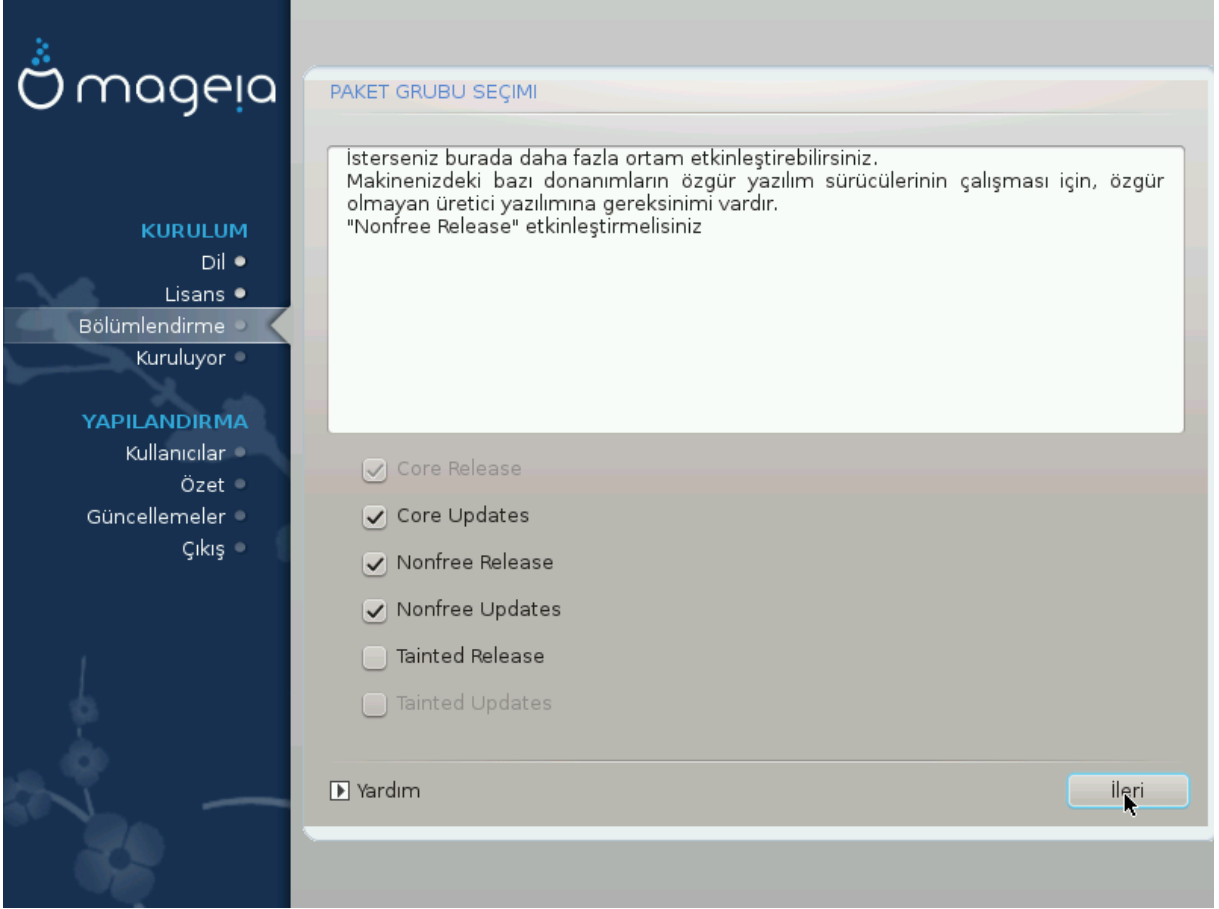 mageia
KURULUM
Dil
Lisans
Bölümlendirme
Kuruluyor
YAPILANDIRMA
Kullanıcılar
Özet
Güncellemeler
Çıkış
PAKET GRUBU SEÇIMI
İsterseniz burada daha fazla ortam etkinleştirebilirsiniz.
Makinenizdeki bazı donanımların özgür yazılım sürücülerinin çalışması için, özgür
olmayan üretici yazılımına gereksinimi vardır.
"Nonfree Release" etkinleştirmelisiniz
Core Release
Core Updates
Nonfree Release
Nonfree Updates
Tainted Release
Tainted Updates
Yardım
İleri